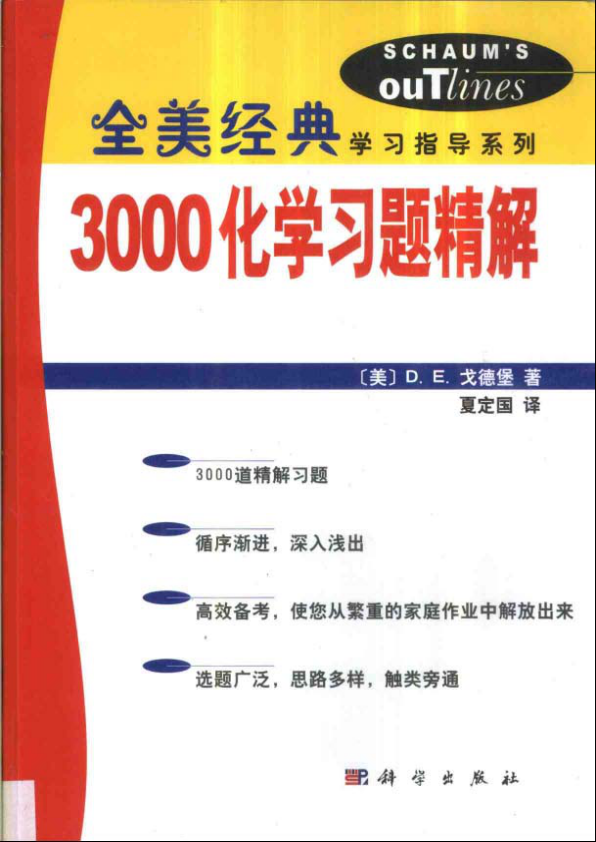 SCHAUM'S
ouTlines
全美经典学习指导系列
3000化学习题精解
〔美〕D. E. 戈德堡 著
夏定国 译
3000道精解习题
循序渐进，深入浅出
高效备考，使您从繁重的家庭作业中解放出来
选题广泛，思路多样，触类旁通
科学出版社